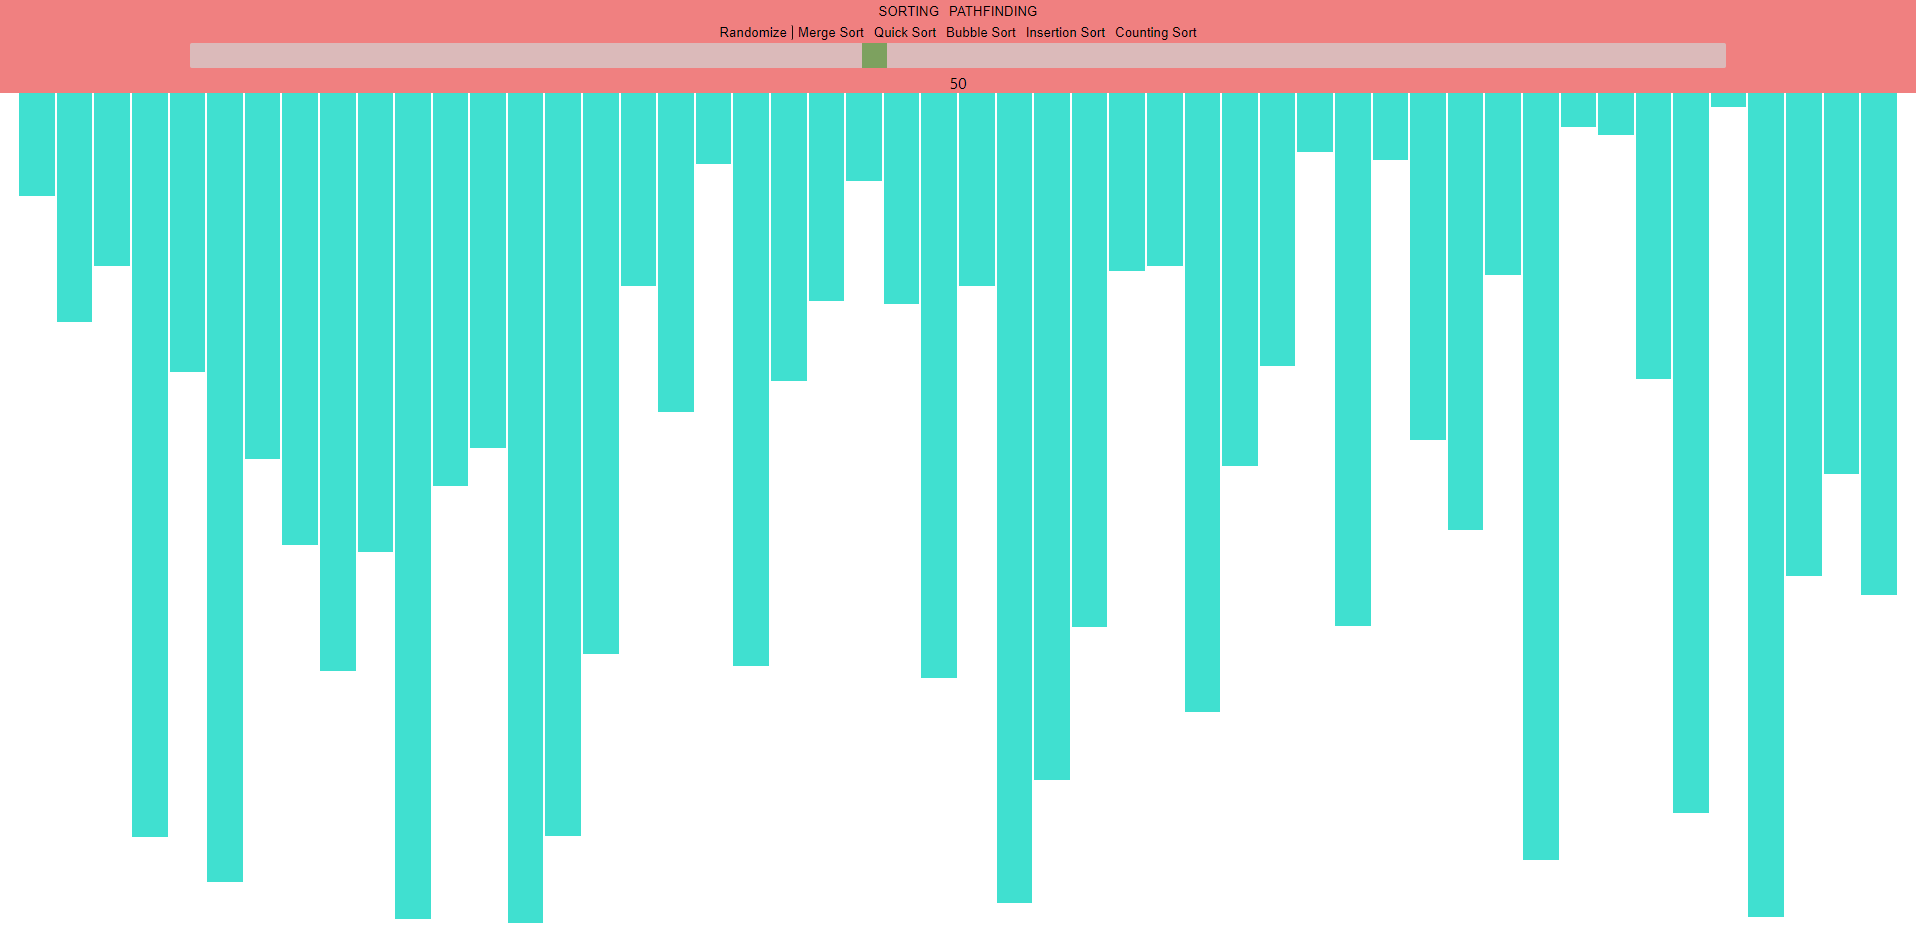 SORTING PATHFINDING
Randomize | Merge Sort Quick Sort Bubble Sort Insertion Sort Counting Sort
50